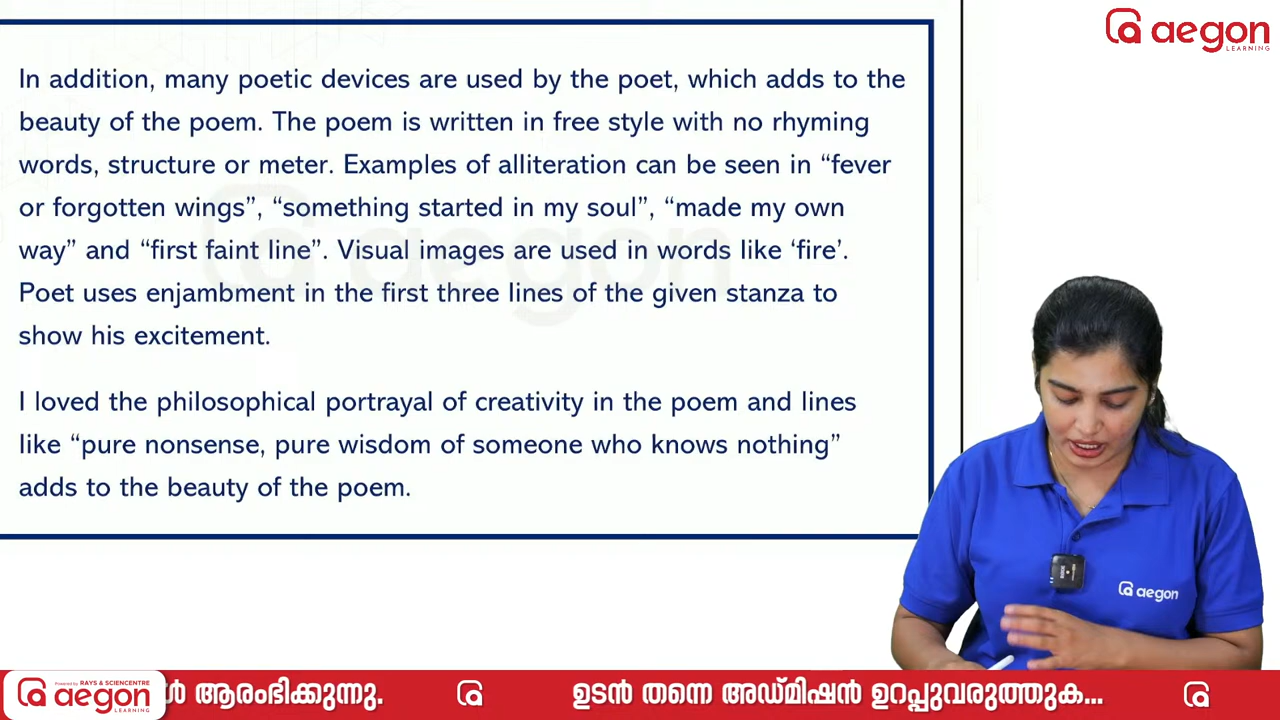 aegon
LEARNING
In addition, many poetic devices are used by the poet, which adds to the
beauty of the poem. The poem is written in free style with no rhyming
words, structure or meter. Examples of alliteration can be seen in “fever
or forgotten wings”, “something started in my soul”, “made my own
way” and “first faint line”. Visual images are used in words like ‘fire’.
Poet uses enjambment in the first three lines of the given stanza to
show his excitement.
I loved the philosophical portrayal of creativity in the poem and lines
like “pure nonsense, pure wisdom of someone who knows nothing”
adds to the beauty of the poem.
aegon
Powered by RAYS & SCIENCENTRE
aegon
LEARNING
ൾ ആരംഭിക്കുന്നു.
ഉടൻ തന്നെ അഡ്മിഷൻ ഉറപ്പുവരുത്തുക...